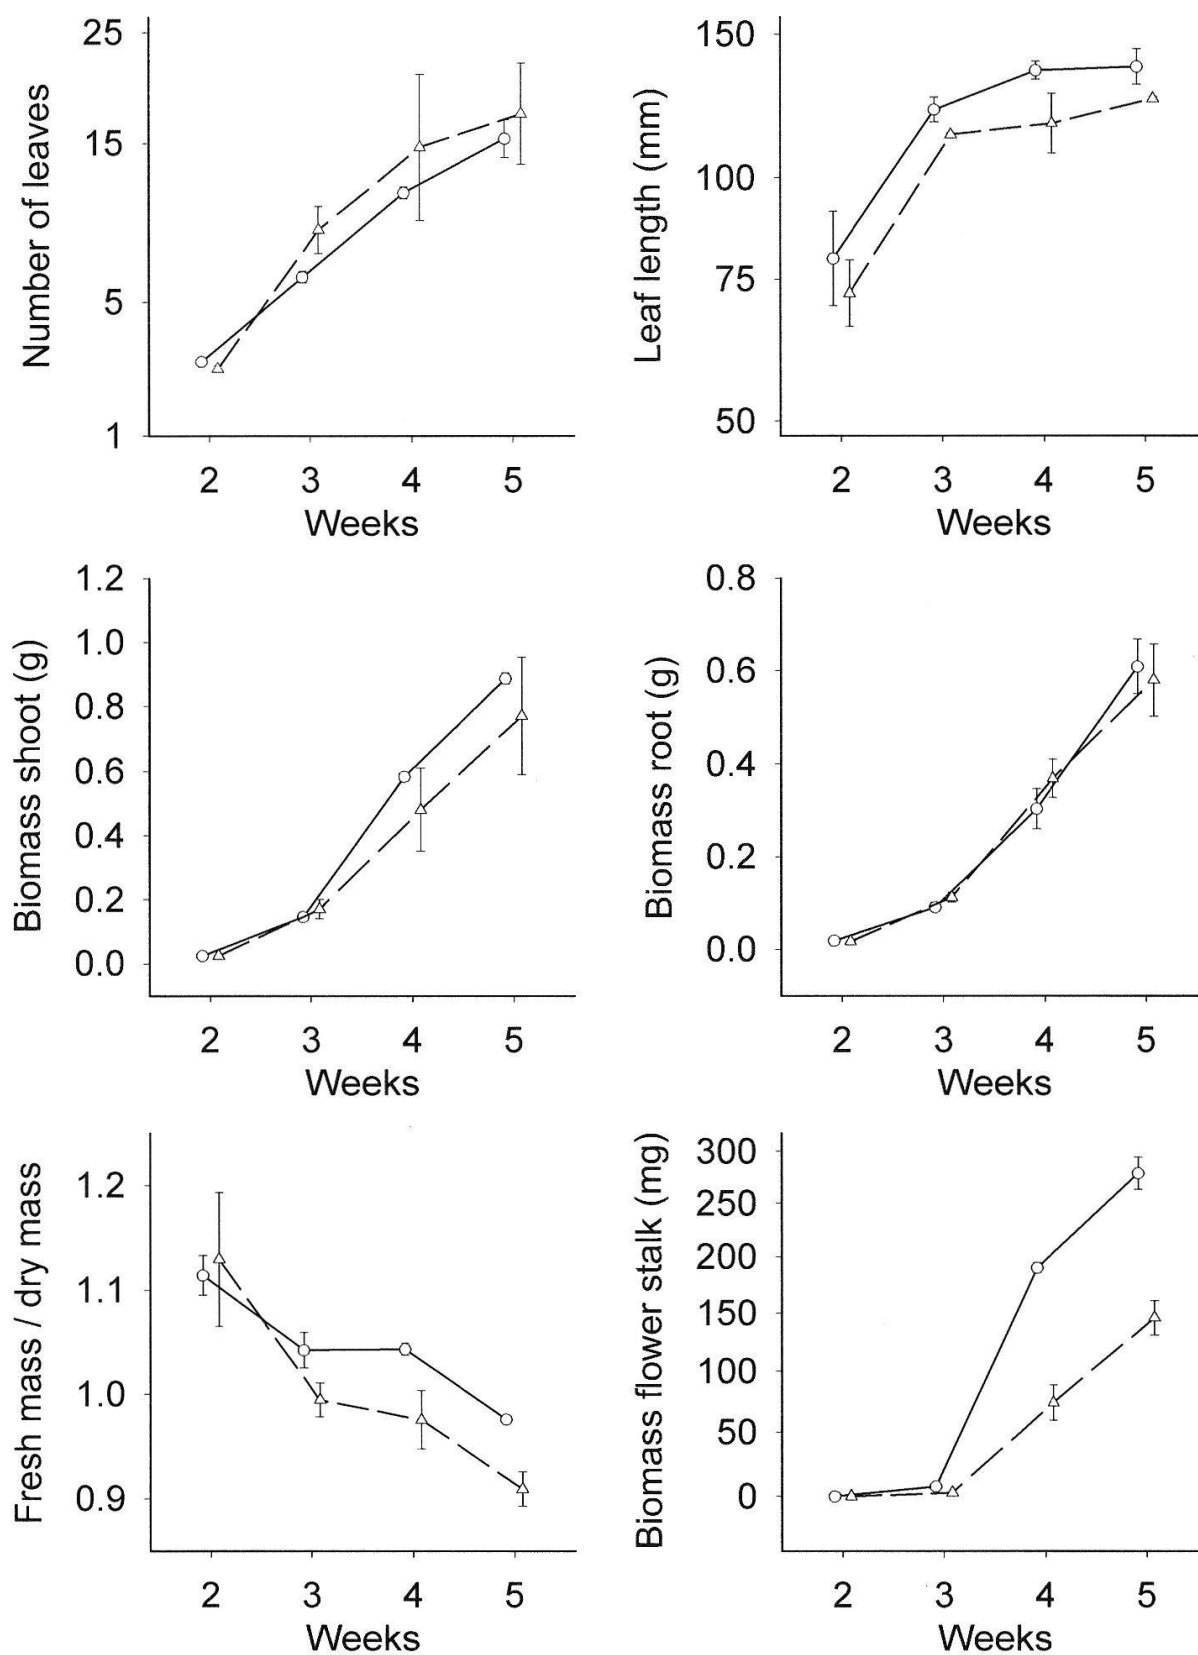 Number of leaves
25
15
5
1
2 3 4 5
Weeks
Leaf length (mm)
150
100
75
50
2 3 4 5
Weeks
Biomass shoot (g)
1.2
1.0
0.8
0.6
0.4
0.2
0.0
2 3 4 5
Weeks
Biomass root (g)
0.8
0.6
0.4
0.2
0.0
2 3 4 5
Weeks
Fresh mass / dry mass
1.2
1.1
1.0
0.9
2 3 4 5
Weeks
Biomass flower stalk (mg)
300
250
200
150
100
50
0
2 3 4 5
Weeks